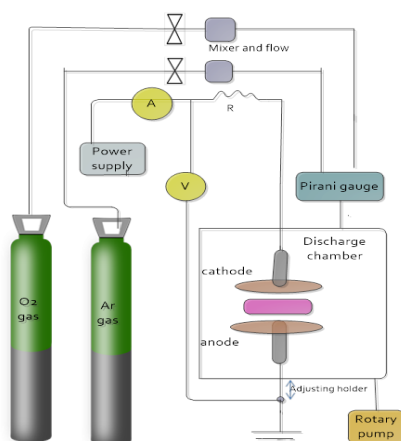 Mixer and flow
A
R
Power
supply
V
Pirani gauge
Discharge
chamber
cathode
O2
gas
Ar
gas
anode
Adjusting holder
Rotary
pump